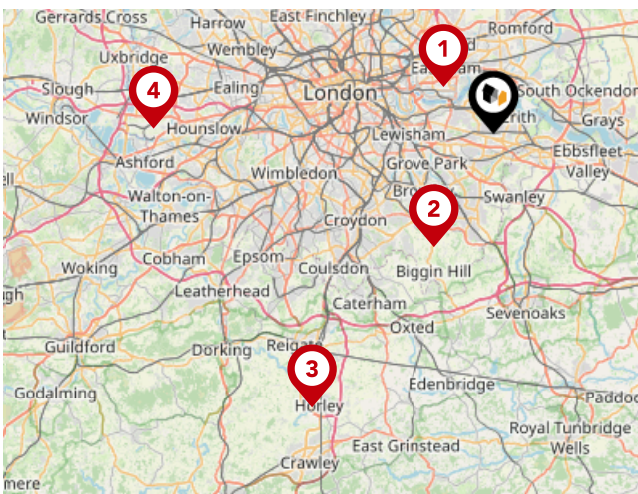 Gerrards Cross
East Finchley
Harrow
Romford
1
Wembley
Uxbridge
Slough
4
Ealing
London
South Ockendon
Windsor
Hounslow
Lewisham
Grays
Ashford
Grove Park
Ebbsfleet
Valley
Wimbledon
Walton-on-
Thames
Swanley
2
Croydon
Cobham
Epsom
Woking
Coulsdon
Biggin Hill
Leatherhead
Caterham
Sevenoaks
Oxted
Guildford
Dorking
Reigate
3
Edenbridge
Godalming
Horley
Paddoc
Royal Tunbridge
Wells
East Grinstead
Crawley
mere